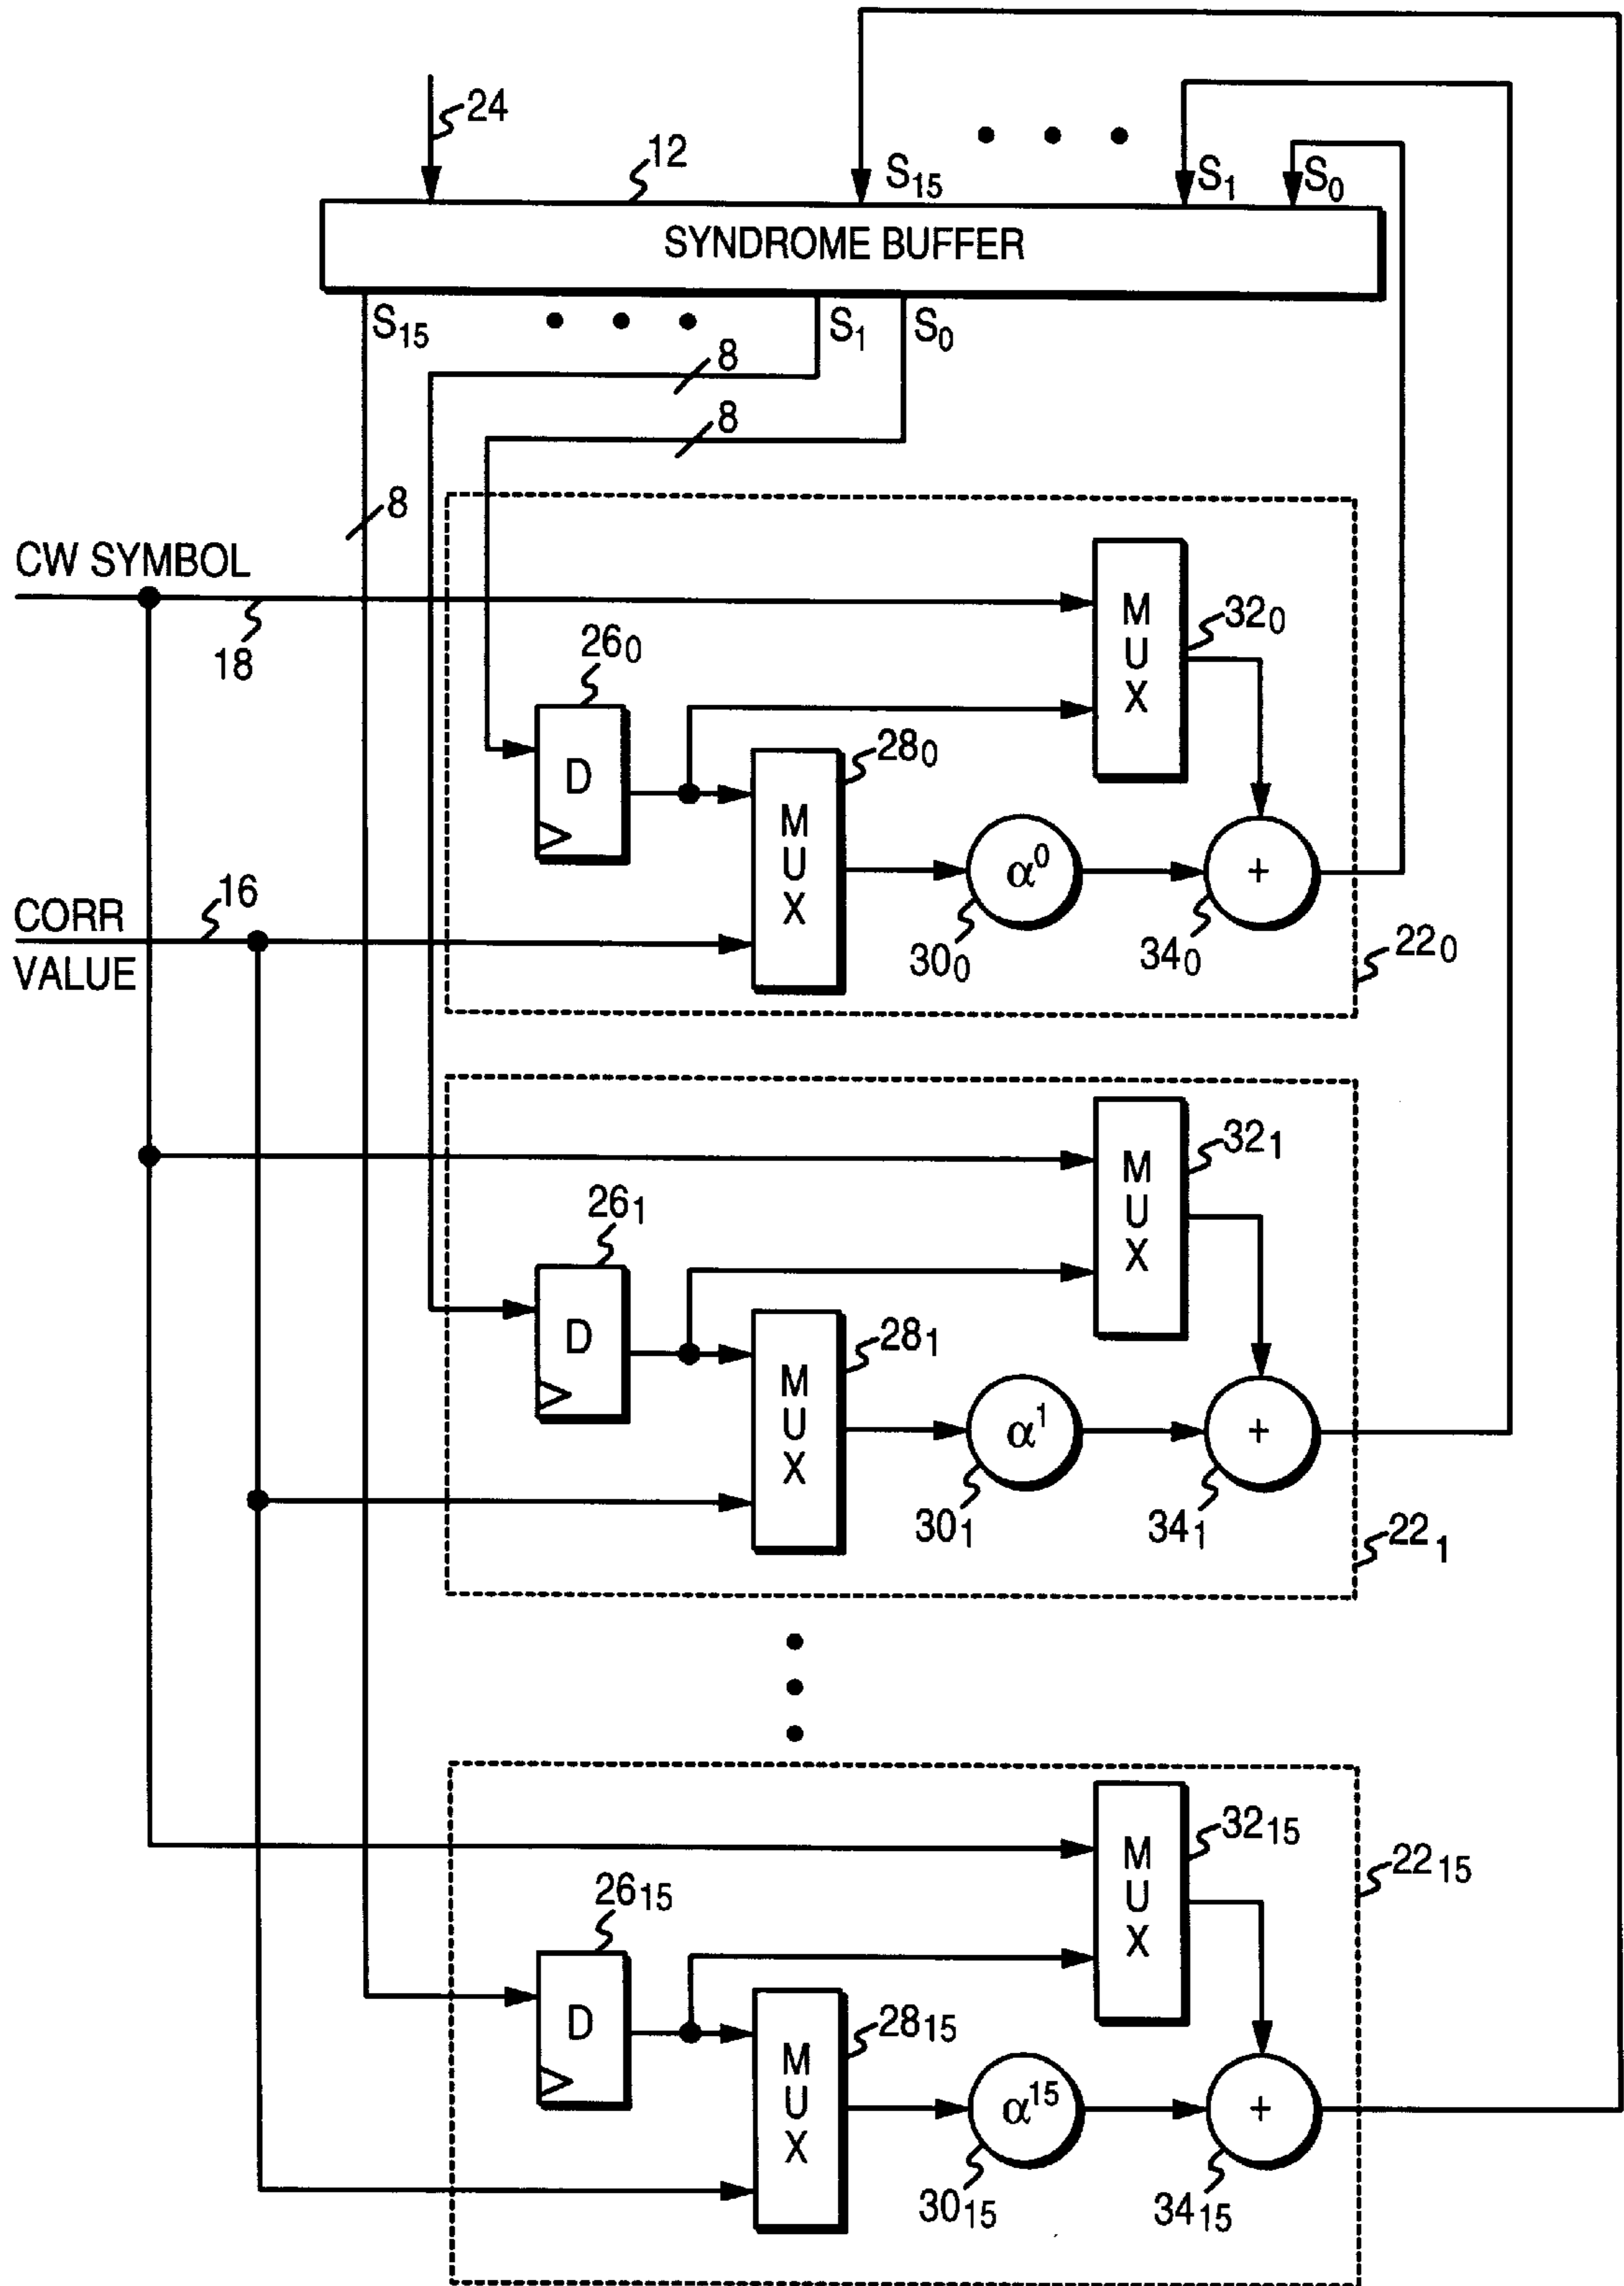 24
12
S₁₅
S₁
S₀
SYNDROME BUFFER
S₁₅
S₁
S₀
8
8
8
CW SYMBOL
18
M
U
X
32₀
26₀
D
28₀
M
U
X
α⁰
+
30₀
34₀
22₀
CORR
VALUE
16
M
U
X
32₁
26₁
D
28₁
M
U
X
α¹
+
30₁
34₁
22₁
M
U
X
32₁₅
22₁₅
26₁₅
D
28₁₅
M
U
X
α¹⁵
+
30₁₅
34₁₅